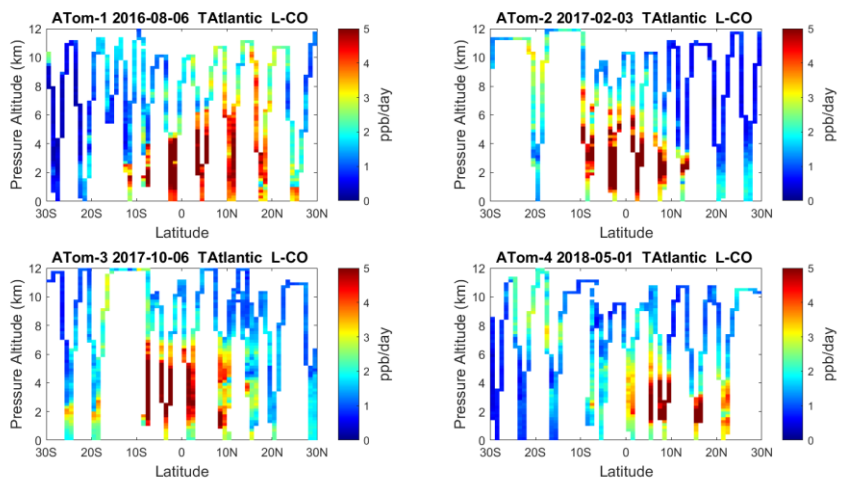 ATom-1 2016-08-06 TAtlantic L-CO
12
10
8
6
4
2
0
Pressure Altitude (km)
30S 20S 10S 0 10N 20N 30N
Latitude
5
4
3
2
1
0
ppb/day
ATom-2 2017-02-03 TAtlantic L-CO
12
10
8
6
4
2
0
Pressure Altitude (km)
30S 20S 10S 0 10N 20N 30N
Latitude
5
4
3
2
1
0
ppb/day
ATom-3 2017-10-06 TAtlantic L-CO
12
10
8
6
4
2
0
Pressure Altitude (km)
30S 20S 10S 0 10N 20N 30N
Latitude
5
4
3
2
1
0
ppb/day
ATom-4 2018-05-01 TAtlantic L-CO
12
10
8
6
4
2
0
Pressure Altitude (km)
30S 20S 10S 0 10N 20N 30N
Latitude
5
4
3
2
1
0
ppb/day